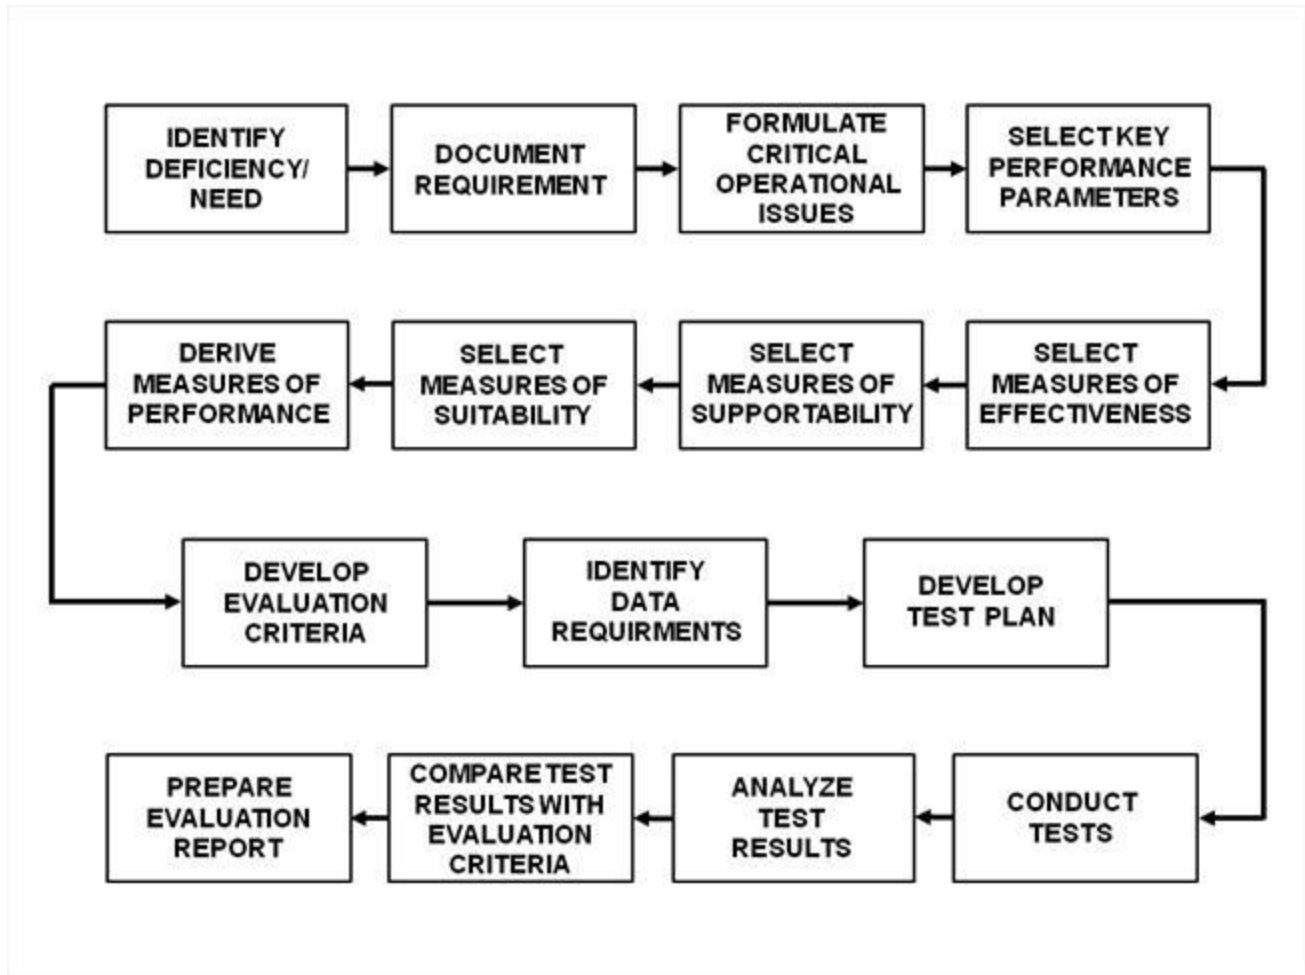 IDENTIFY
DEFICIENCY/
NEED
DOCUMENT
REQUIREMENT
FORMULATE
CRITICAL
OPERATIONAL
ISSUES
SELECT KEY
PERFORMANCE
PARAMETERS
SELECT
MEASURES OF
EFFECTIVENESS
SELECT
MEASURES OF
SUPPORTABILITY
SELECT
MEASURES OF
SUITABILITY
DERIVE
MEASURES OF
PERFORMANCE
DEVELOP
EVALUATION
CRITERIA
IDENTIFY
DATA
REQUIRMENTS
DEVELOP
TEST PLAN
CONDUCT
TESTS
ANALYZE
TEST
RESULTS
COMPARE TEST
RESULTS WITH
EVALUATION
CRITERIA
PREPARE
EVALUATION
REPORT